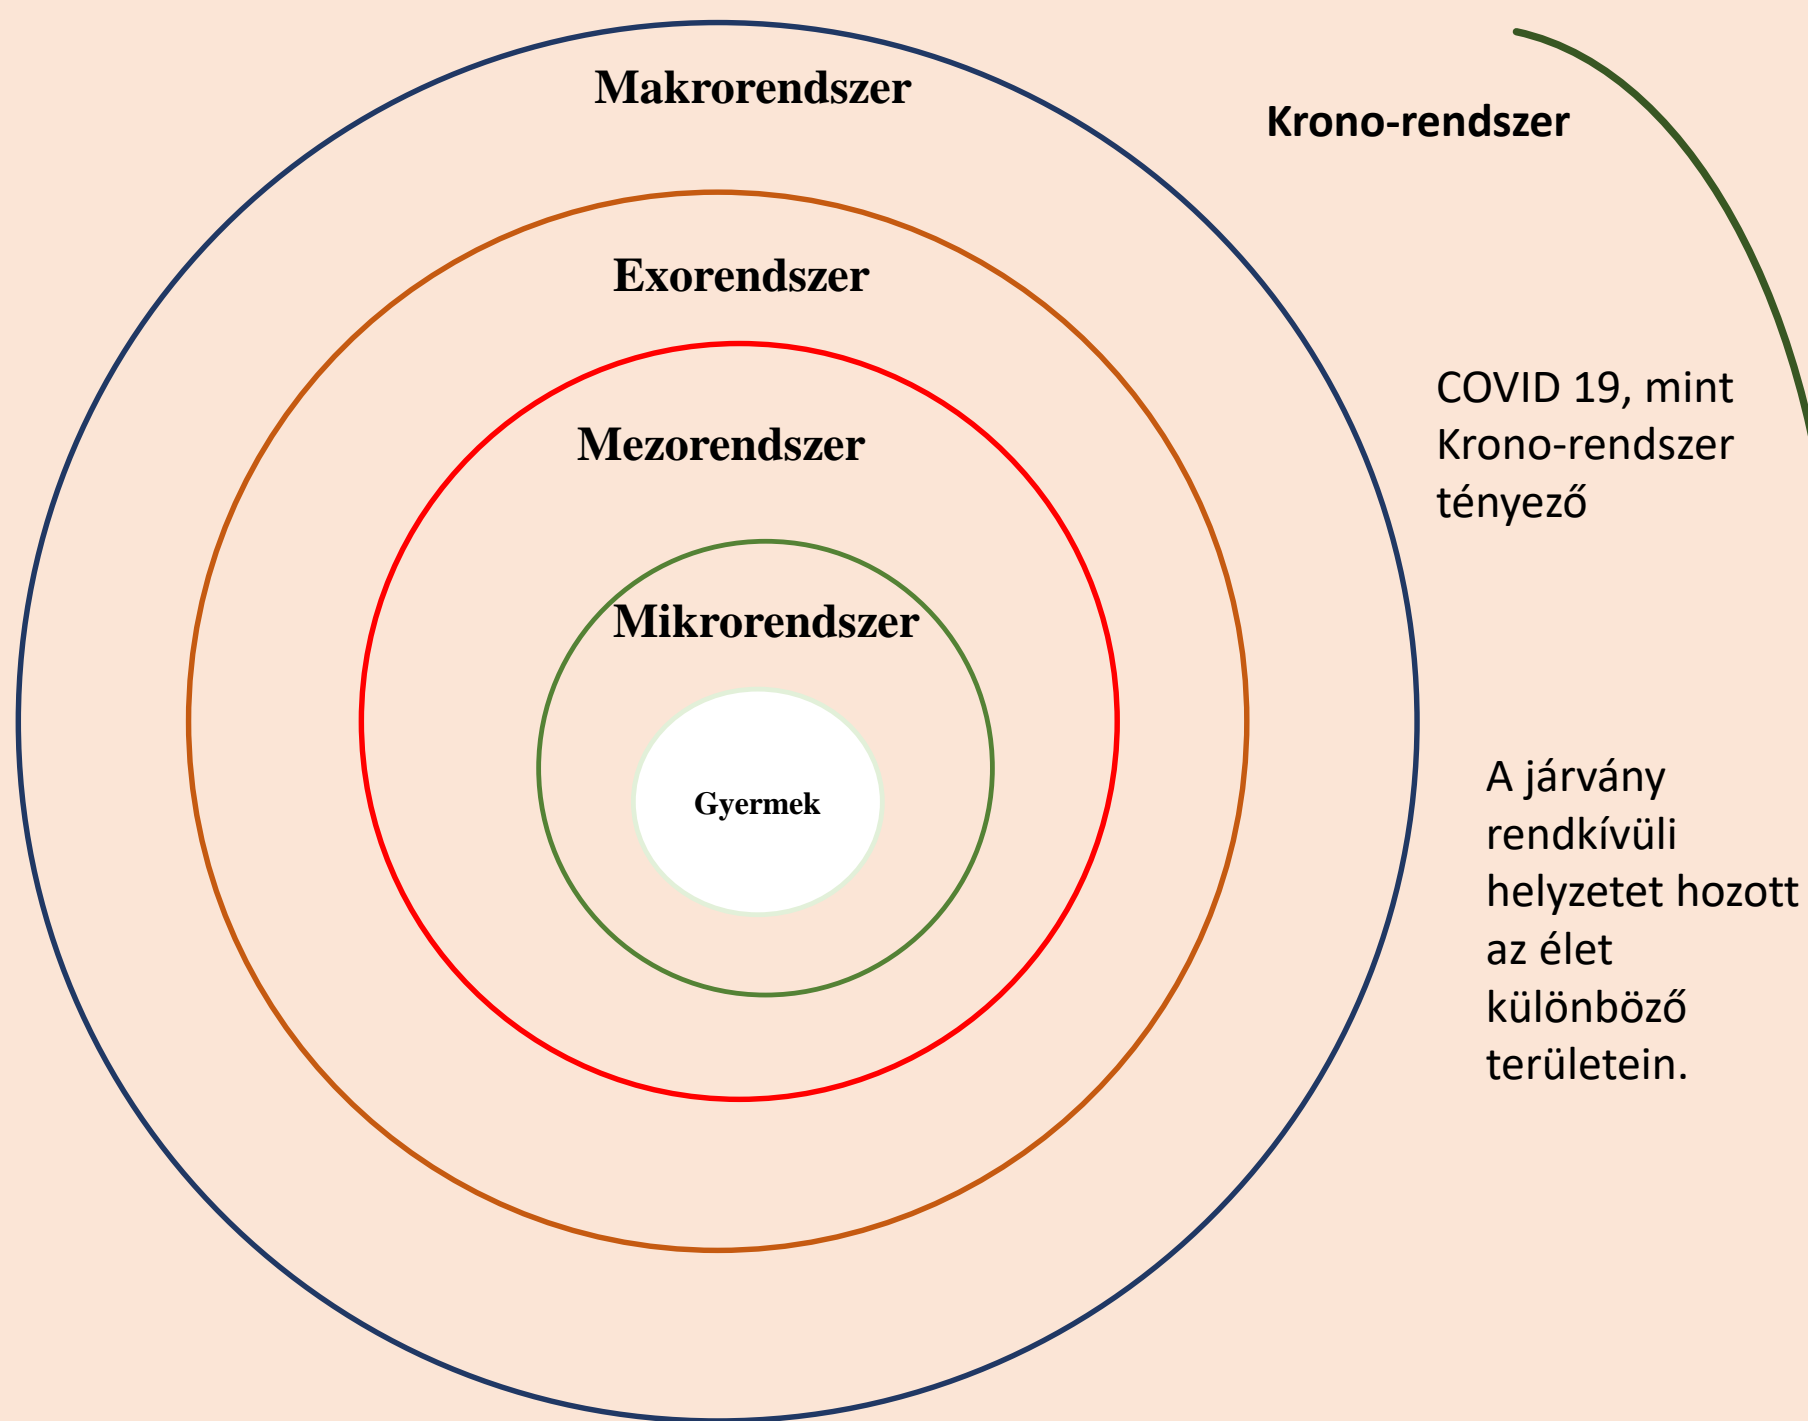 Makrorendszer
Krono-rendszer
Exorendszer
COVID 19, mint
Krono-rendszer
tényező
Mezorendszer
Mikrorendszer
Gyermek
A járvány
rendkívüli
helyzetet hozott
az élet
különböző
területein.